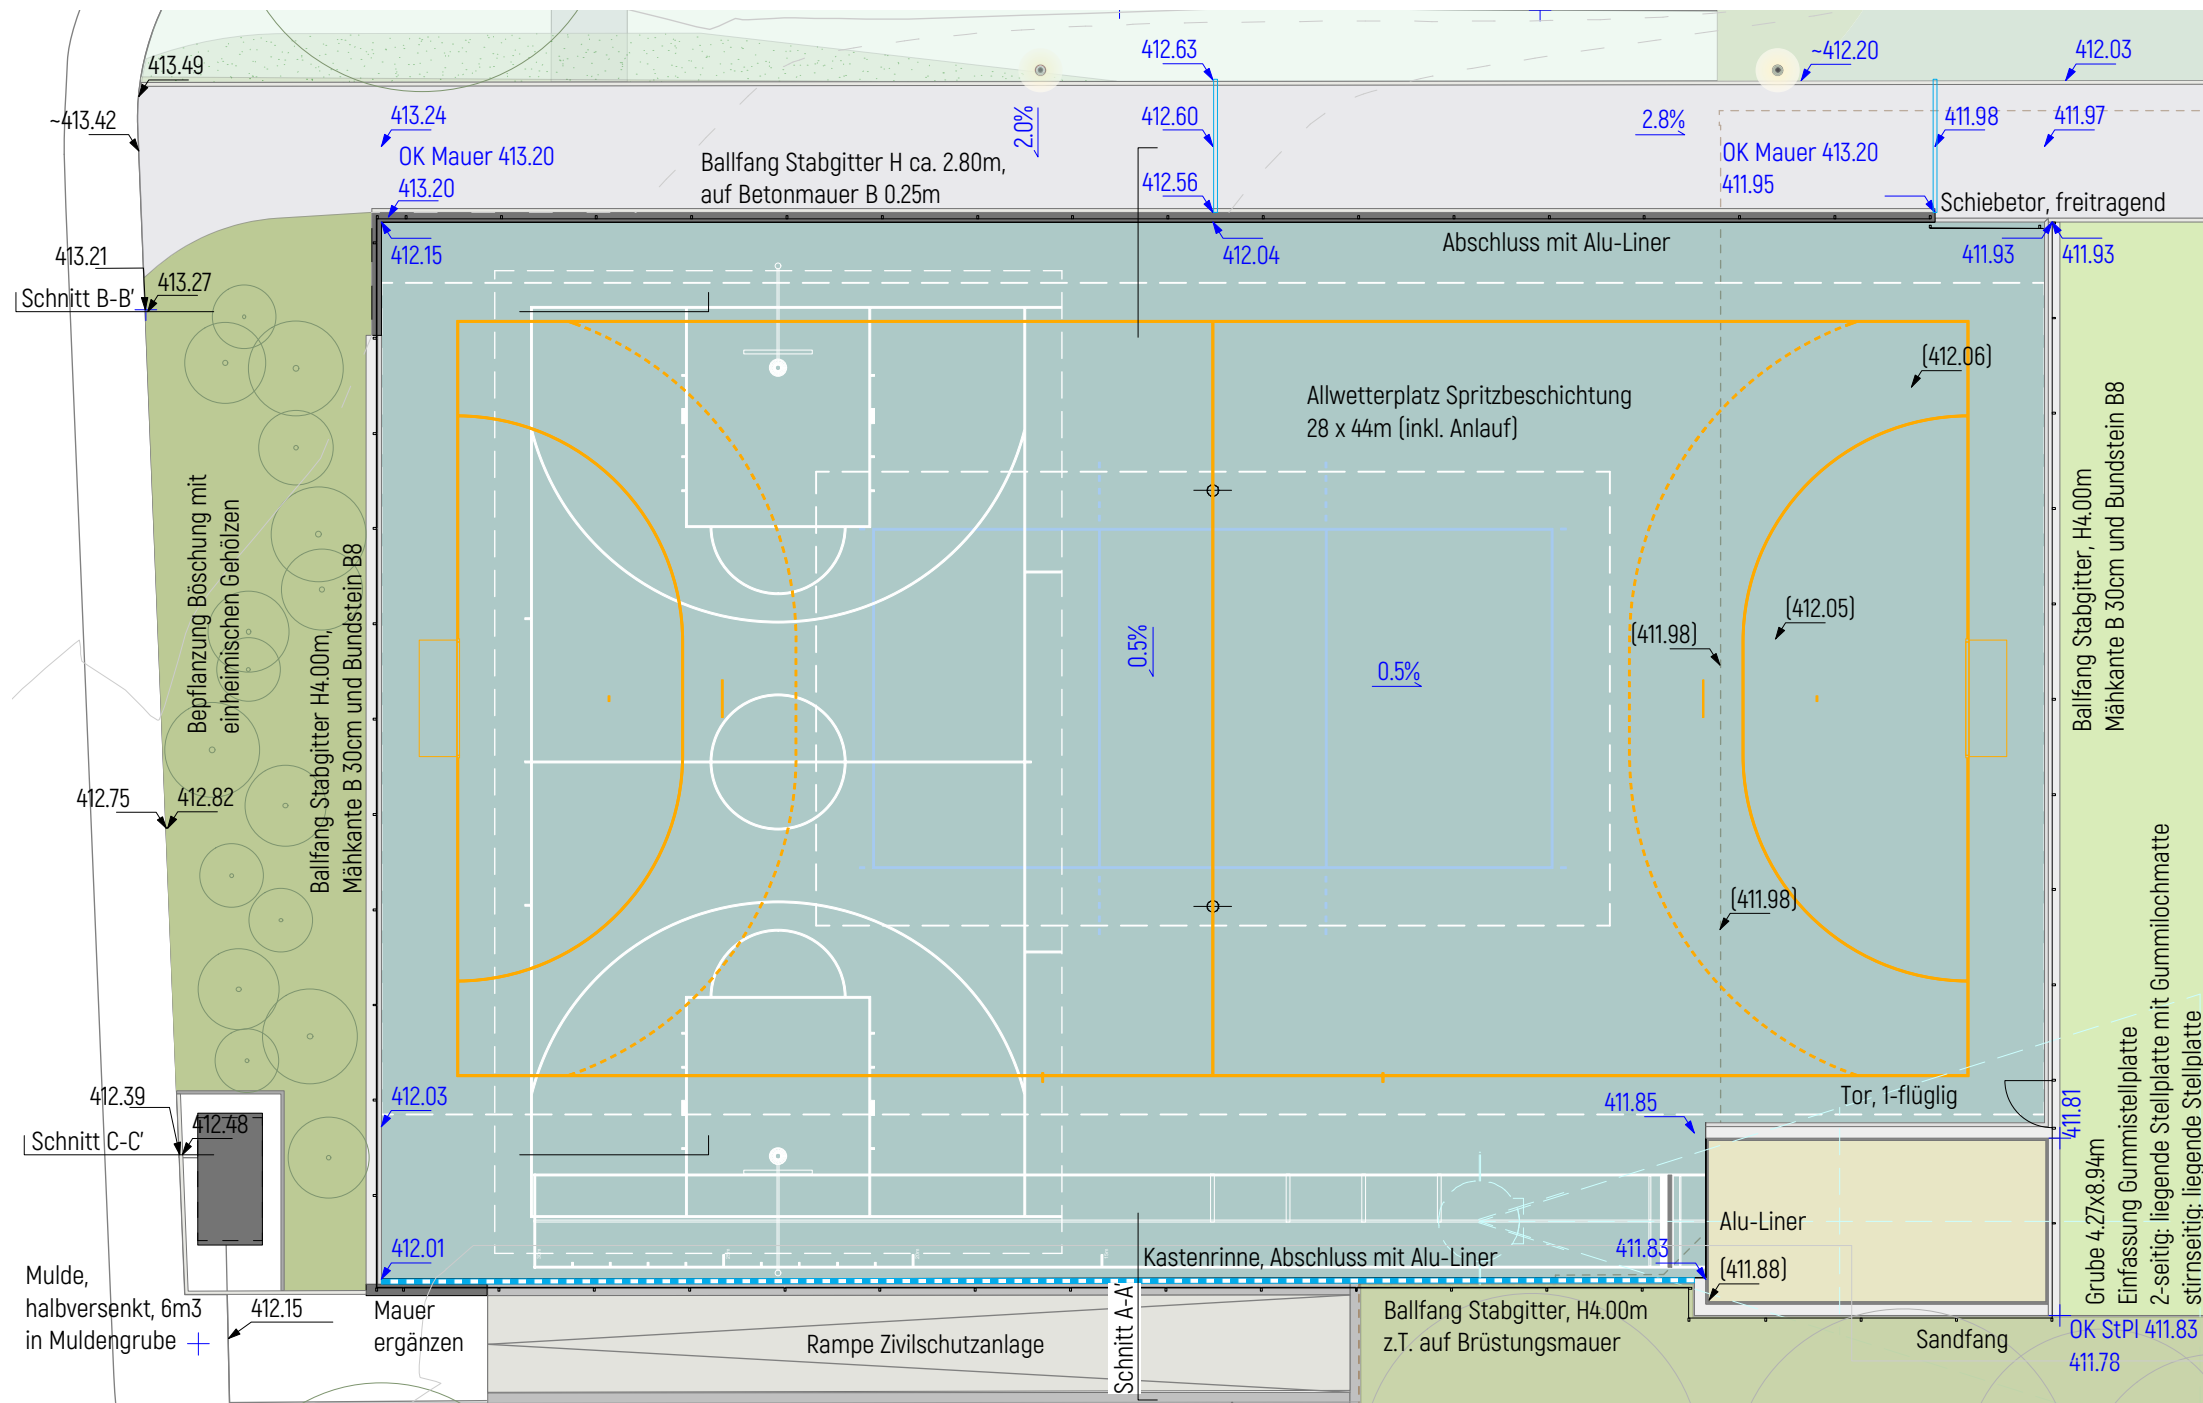 412.63
~412.20
412.03
413.49
~413.42
413.24
2.0%
412.60
2.8%
411.98
411.97
OK Mauer 413.20
413.20
Ballfang Stabgitter H ca. 2.80m,
auf Betonmauer B 0.25m
412.56
OK Mauer 413.20
411.95
Schiebetor, freitragend
413.21
412.15
412.04
Abschluss mit Alu-Liner
411.93
411.93
Schnitt B-B'
413.27
(412.06)
Allwetterplatz Spritzbeschichtung
28 x 44m (inkl. Anlauf)
Bepflanzung Böschung mit
einheimischen Gehölzen
Ballfang Stabgitter H4.00m,
Mähkante B 30cm und Bundstein B8
Ballfang Stabgitter, H4.00m
Mähkante B 30cm und Bundstein B8
(412.05)
(411.98)
0.5%
0.5%
412.75
412.82
(411.98)
412.39
412.48
412.03
411.85
Tor, 1-flüglig
411.81
Schnitt C-C'
Grube 4.27x8.94m
Einfassung Gummistellplatte
2-seitig: liegende Stellplatte mit Gummilochmatte
stirnseitig: liegende Stellplatte
412.01
Kastenrinne, Abschluss mit Alu-Liner
411.83
Alu-Liner
(411.88)
Mulde,
halbversenkt, 6m3
in Muldengrube
412.15
Mauer
ergänzen
Rampe Zivilschutzanlage
Schnitt A-A'
Ballfang Stabgitter, H4.00m
z.T. auf Brüstungsmauer
Sandfang
OK StPl 411.83
411.78